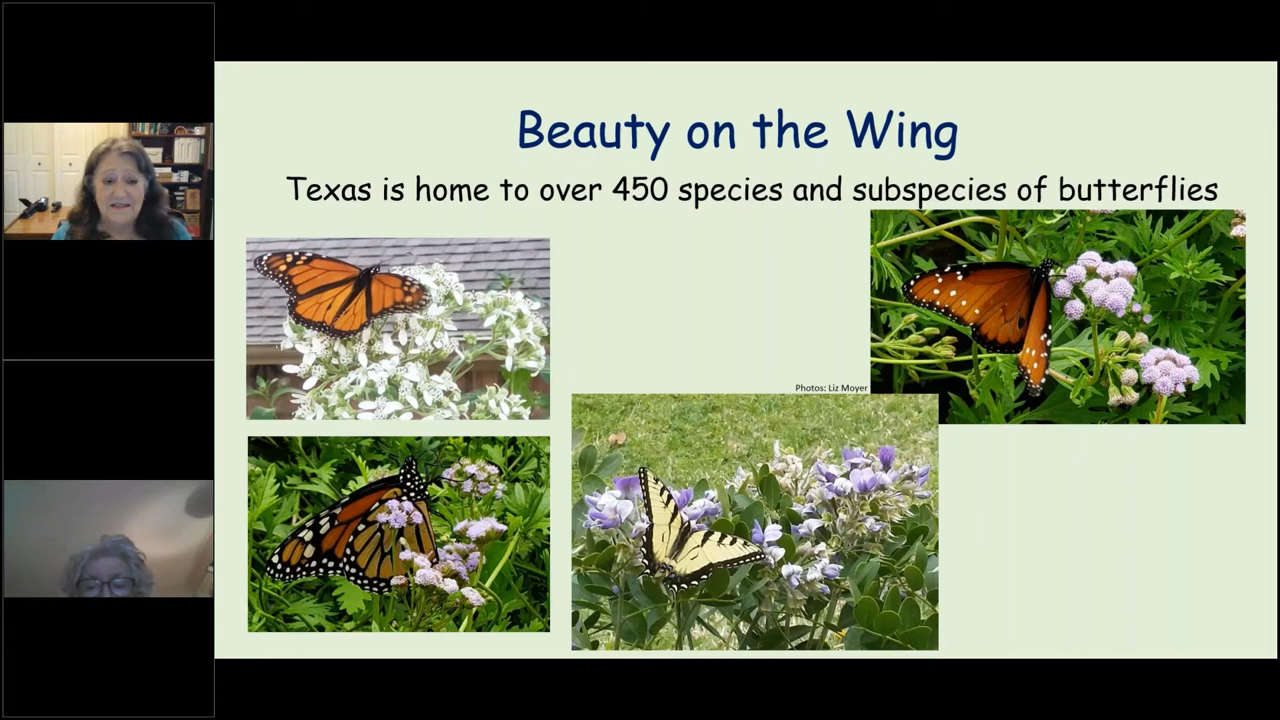 Beauty on the Wing
Texas is home to over 450 species and subspecies of butterflies
Photos: Liz Moyer